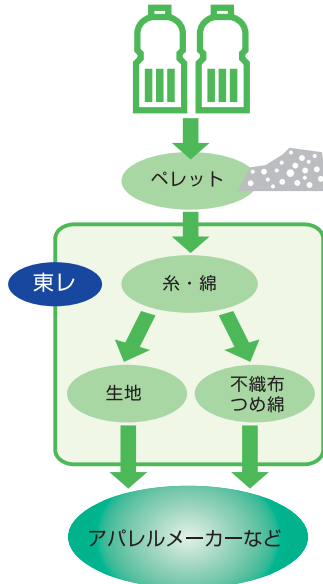 ペレット
東レ
糸・綿
生地
不織布
つめ綿
アパレルメーカーなど